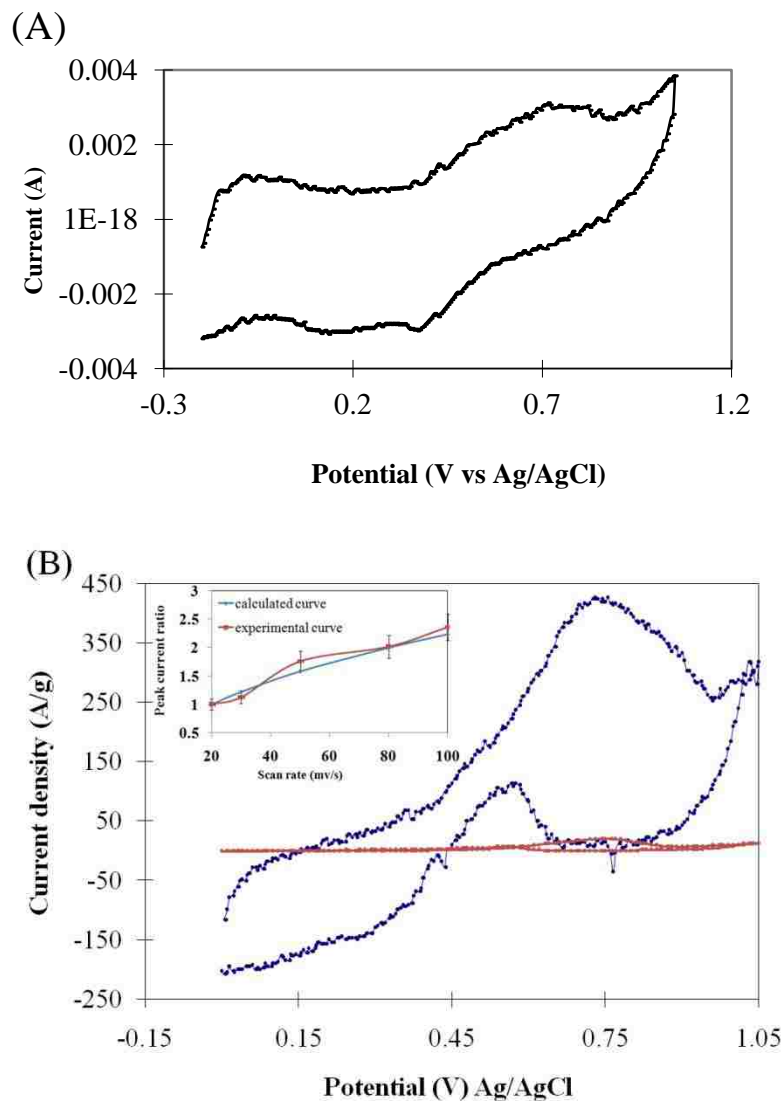 (A)
0.004
0.002
1E-18
-0.002
-0.004
Current (A)
-0.3 0.2 0.7 1.2
Potential (V vs Ag/AgCl)
(B)
450
350
250
150
50
-50
-150
-250
Current density (A/g)
3
2.5
2
1.5
1
0.5
Peak current ratio
calculated curve
experimental curve
20 40 60 80 100
Scan rate (mv/s)
-0.15 0.15 0.45 0.75 1.05
Potential (V) Ag/AgCl